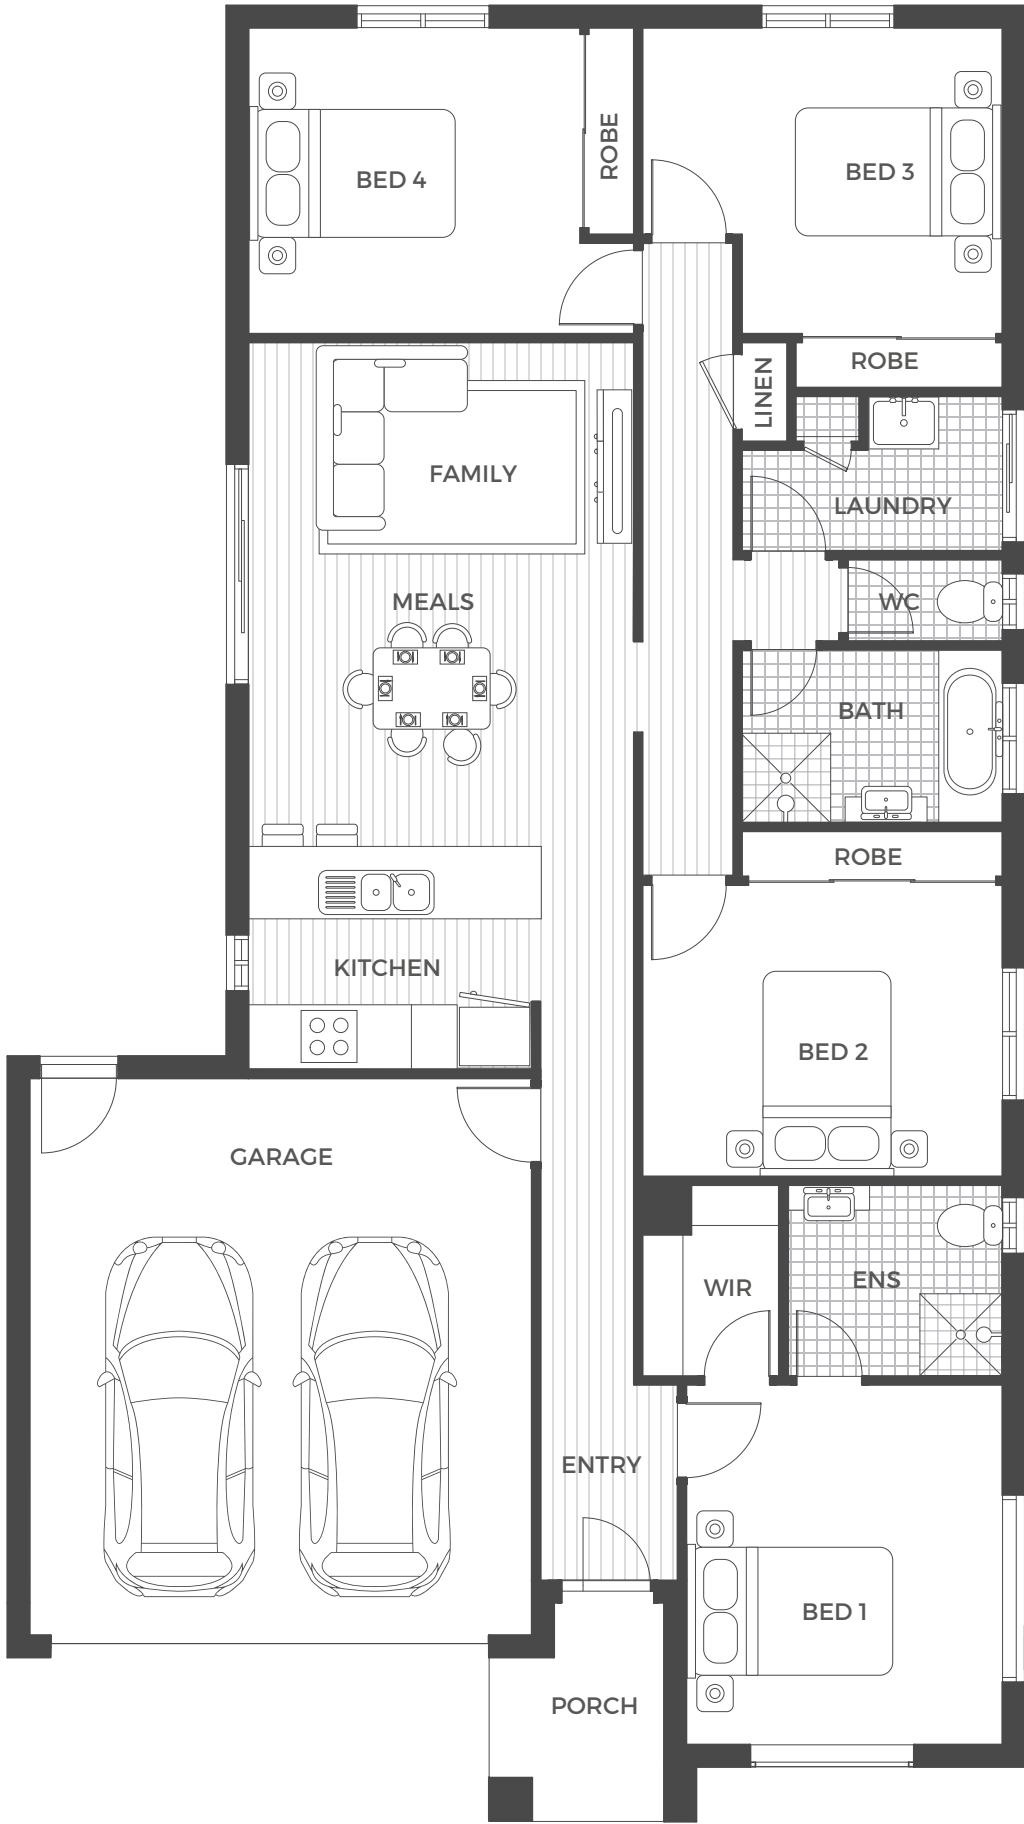 BED 4
ROBE
BED 3
ROBE
LINEN
FAMILY
LAUNDRY
MEALS
WC
BATH
ROBE
KITCHEN
BED 2
GARAGE
WIR
ENS
ENTRY
BED 1
PORCH